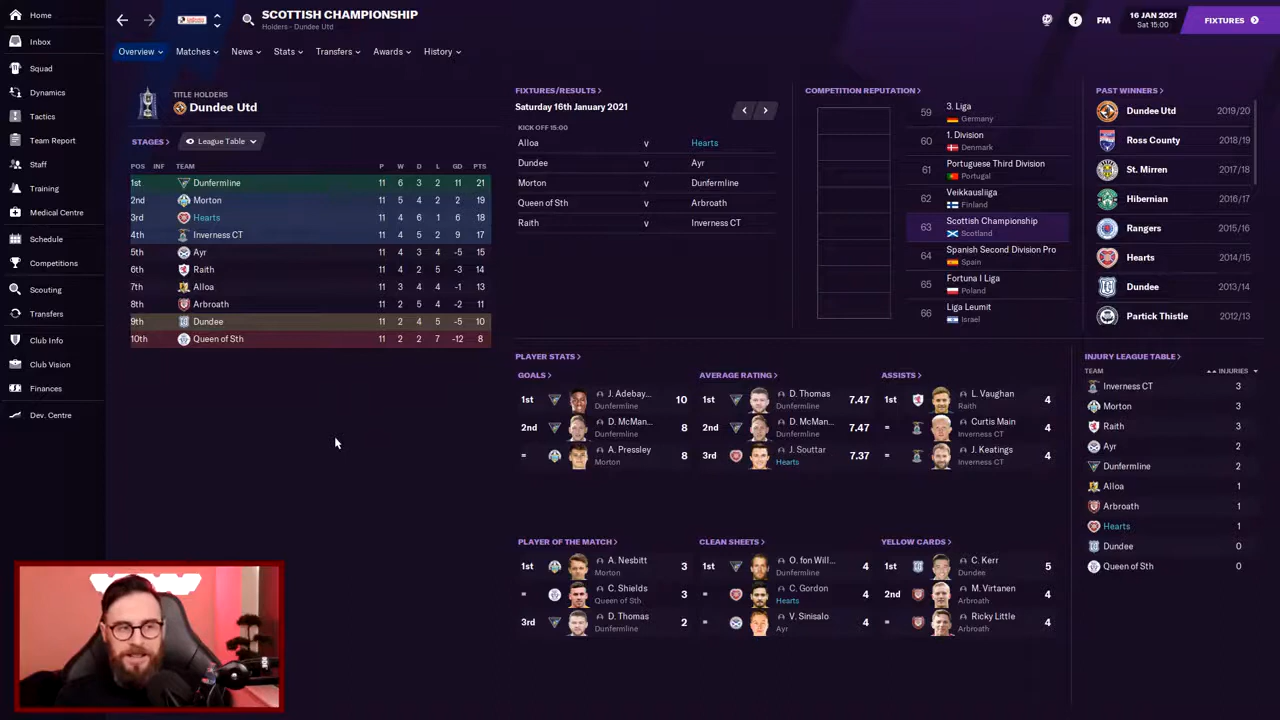 Home
Inbox
Squad
Dynamics
Tactics
Team Report
Staff
Training
Medical Centre
Schedule
Competitions
Scouting
Transfers
Club Info
Club Vision
Finances
Dev. Centre
SCOTTISH CHAMPIONSHIP
Holders - Dundee Utd
FM
16 JAN 2021
Sat 15:00
FIXTURES
Overview Matches News Stats Transfers Awards History
TITLE HOLDERS
Dundee Utd
STAGES > League Table
POS INF TEAM P W D L GD PTS
1st Dunfermline 11 6 3 2 11 21
2nd Morton 11 5 4 2 2 19
3rd Hearts 11 4 6 1 6 18
4th Inverness CT 11 4 5 2 9 17
5th Ayr 11 4 3 4 -5 15
6th Raith 11 4 2 5 -3 14
7th Alloa 11 3 4 4 -1 13
8th Arbroath 11 2 5 4 -2 11
9th Dundee 11 2 4 5 -5 10
10th Queen of Sth 11 2 2 7 -12 8
FIXTURES/RESULTS >
Saturday 16th January 2021
KICK OFF 15:00
Alloa v Hearts
Dundee v Ayr
Morton v Dunfermline
Queen of Sth v Arbroath
Raith v Inverness CT
COMPETITION REPUTATION >
59 3. Liga
Germany
60 1. Division
Denmark
61 Portuguese Third Division
Portugal
62 Veikkausliiga
Finland
63 Scottish Championship
Scotland
64 Spanish Second Division Pro
Spain
65 Fortuna I Liga
Poland
66 Liga Leumit
Israel
PAST WINNERS >
Dundee Utd 2019/20
Ross County 2018/19
St. Mirren 2017/18
Hibernian 2016/17
Rangers 2015/16
Hearts 2014/15
Dundee 2013/14
Partick Thistle 2012/13
PLAYER STATS >
GOALS >
1st J. Adebay... 10
Dunfermline
2nd D. McMan... 8
Dunfermline
= A. Pressley 8
Morton
AVERAGE RATING >
1st D. Thomas 7.47
Dunfermline
2nd D. McMan... 7.47
Dunfermline
3rd J. Souttar 7.37
Hearts
ASSISTS >
1st L. Vaughan 4
Raith
= Curtis Main 4
Inverness CT
= J. Keatings 4
Inverness CT
PLAYER OF THE MATCH >
1st A. Nesbitt 3
Morton
= C. Shields 3
Queen of Sth
3rd D. Thomas 2
Dunfermline
CLEAN SHEETS >
1st O. fon Will... 4
Dunfermline
= C. Gordon 4
Hearts
= V. Sinisalo 4
Ayr
YELLOW CARDS >
1st C. Kerr 5
Dundee
2nd M. Virtanen 4
Arbroath
= Ricky Little 4
Arbroath
INJURY LEAGUE TABLE >
TEAM INJURIES
Inverness CT 3
Morton 3
Raith 3
Ayr 2
Dunfermline 2
Alloa 1
Arbroath 1
Hearts 1
Dundee 0
Queen of Sth 0